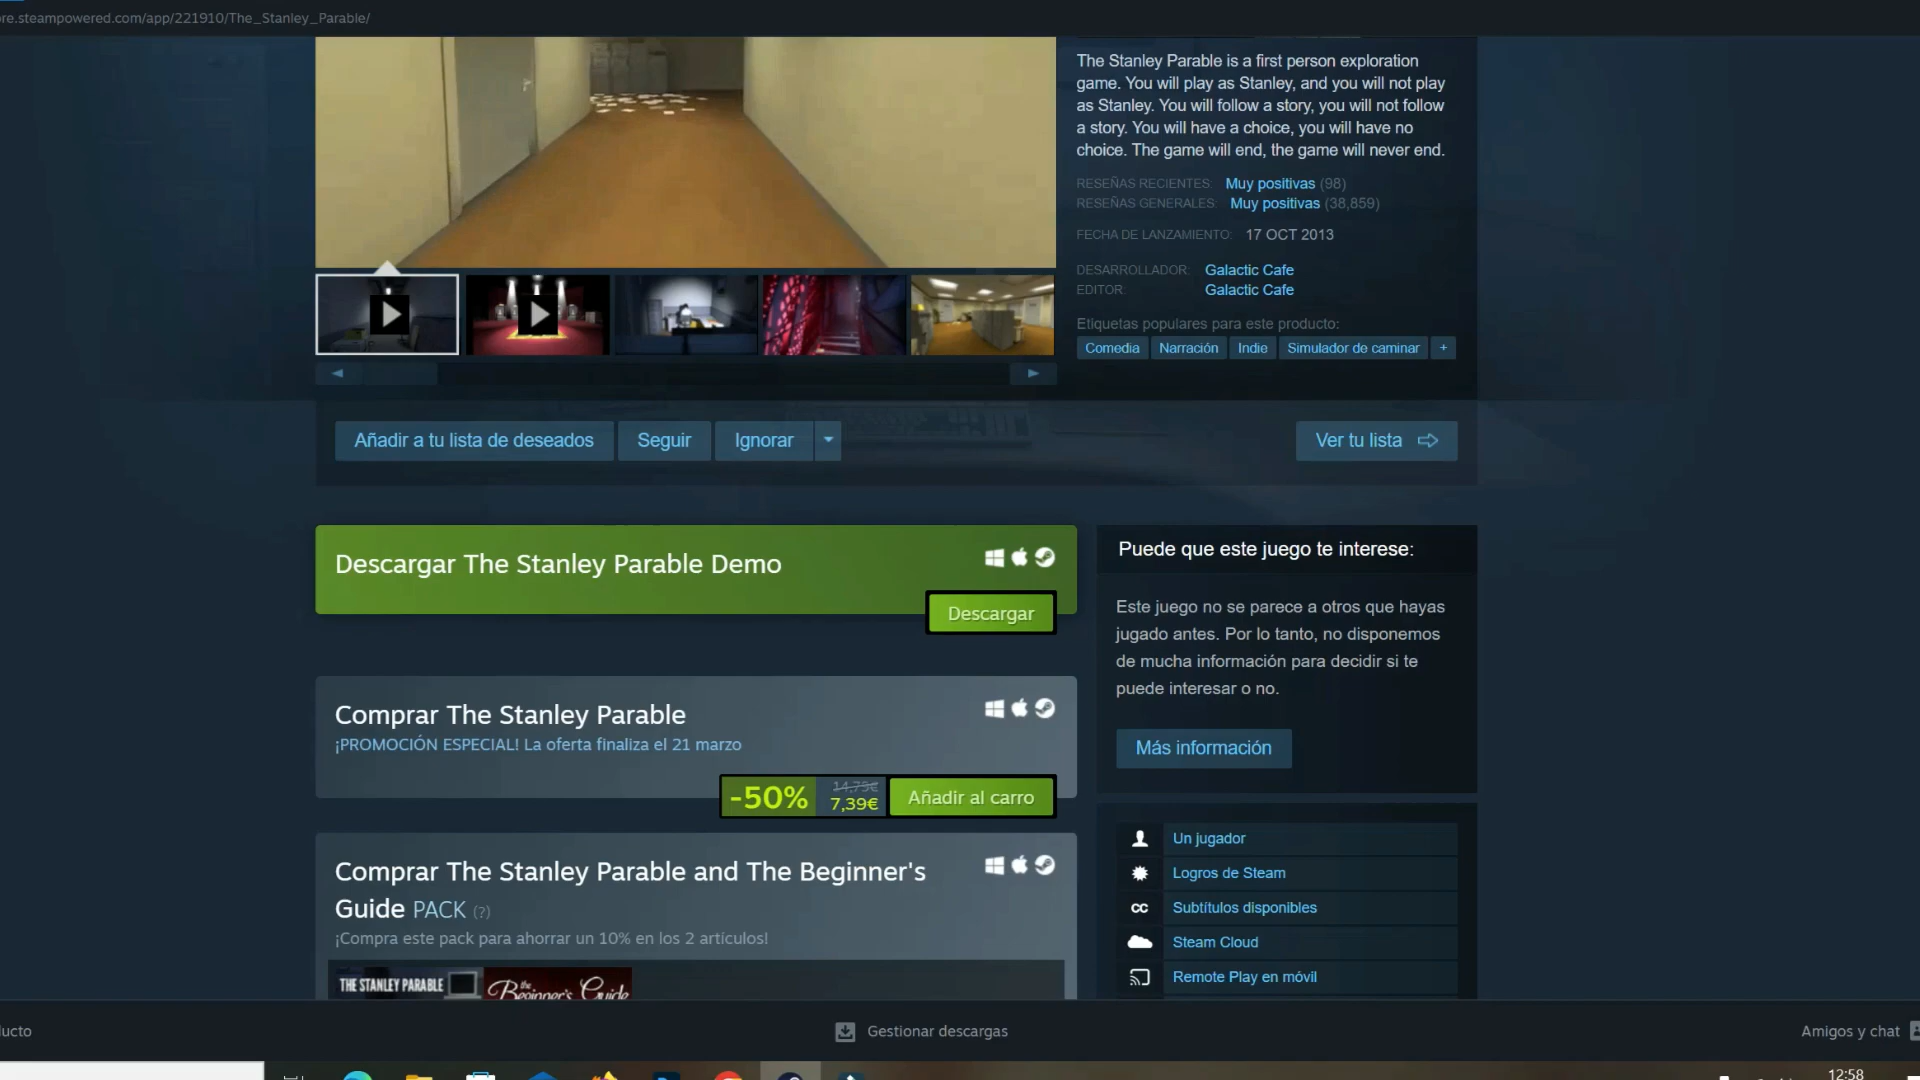 re.steampowered.com/app/221910/The_Stanley_Parable/
The Stanley Parable is a first person exploration
game. You will play as Stanley, and you will not play
as Stanley. You will follow a story, you will not follow
a story. You will have a choice, you will have no
choice. The game will end, the game will never end.
RESEÑAS RECIENTES: Muy positivas (98)
RESEÑAS GENERALES: Muy positivas (38,859)
FECHA DE LANZAMIENTO: 17 OCT 2013
DESARROLLADOR: Galactic Cafe
EDITOR: Galactic Cafe
Etiquetas populares para este producto:
Comedia Narración Indie Simulador de caminar +
Añadir a tu lista de deseados Seguir Ignorar Ver tu lista
Descargar The Stanley Parable Demo
Descargar
Comprar The Stanley Parable
¡PROMOCIÓN ESPECIAL! La oferta finaliza el 21 marzo
-50% 14,79€ 7,39€ Añadir al carro
Comprar The Stanley Parable and The Beginner's
Guide PACK (?)
¡Compra este pack para ahorrar un 10% en los 2 artículos!
THE STANLEY PARABLE the Beginner's Guide
Puede que este juego te interese:
Este juego no se parece a otros que hayas
jugado antes. Por lo tanto, no disponemos
de mucha información para decidir si te
puede interesar o no.
Más información
Un jugador
Logros de Steam
CC Subtítulos disponibles
Steam Cloud
Remote Play en móvil
ucto Gestionar descargas Amigos y chat
12:58